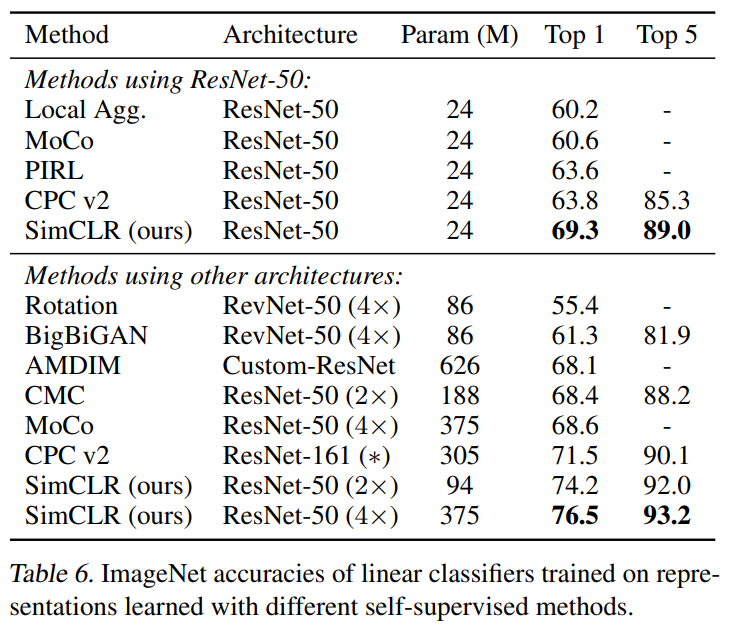 Method Architecture Param (M) Top 1 Top 5
Methods using ResNet-50:
Local Agg. ResNet-50 24 60.2 -
MoCo ResNet-50 24 60.6 -
PIRL ResNet-50 24 63.6 -
CPC v2 ResNet-50 24 63.8 85.3
SimCLR (ours) ResNet-50 24 69.3 89.0
Methods using other architectures:
Rotation RevNet-50 (4×) 86 55.4 -
BigBiGAN RevNet-50 (4×) 86 61.3 81.9
AMDIM Custom-ResNet 626 68.1 -
CMC ResNet-50 (2×) 188 68.4 88.2
MoCo ResNet-50 (4×) 375 68.6 -
CPC v2 ResNet-161 (∗) 305 71.5 90.1
SimCLR (ours) ResNet-50 (2×) 94 74.2 92.0
SimCLR (ours) ResNet-50 (4×) 375 76.5 93.2
Table 6. ImageNet accuracies of linear classifiers trained on repre-
sentations learned with different self-supervised methods.